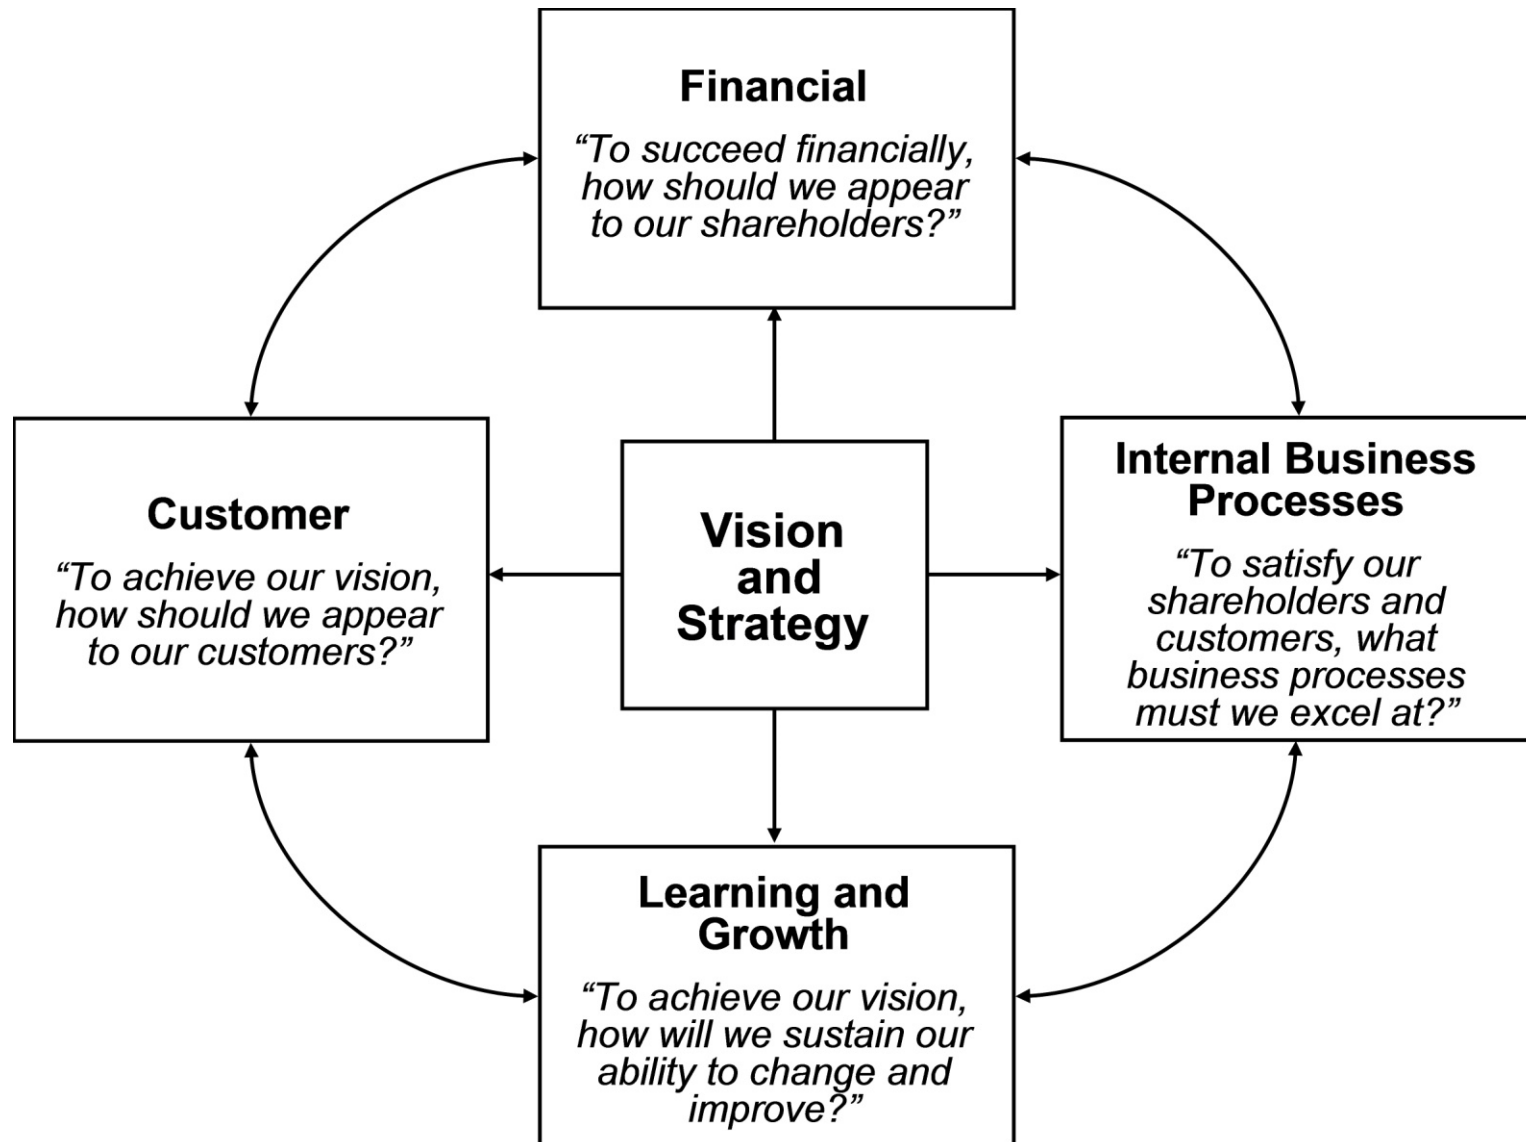 Financial
“To succeed financially,
how should we appear
to our shareholders?”
Customer
“To achieve our vision,
how should we appear
to our customers?”
Vision
and
Strategy
Internal Business
Processes
“To satisfy our
shareholders and
customers, what
business processes
must we excel at?”
Learning and
Growth
“To achieve our vision,
how will we sustain our
ability to change and
improve?”